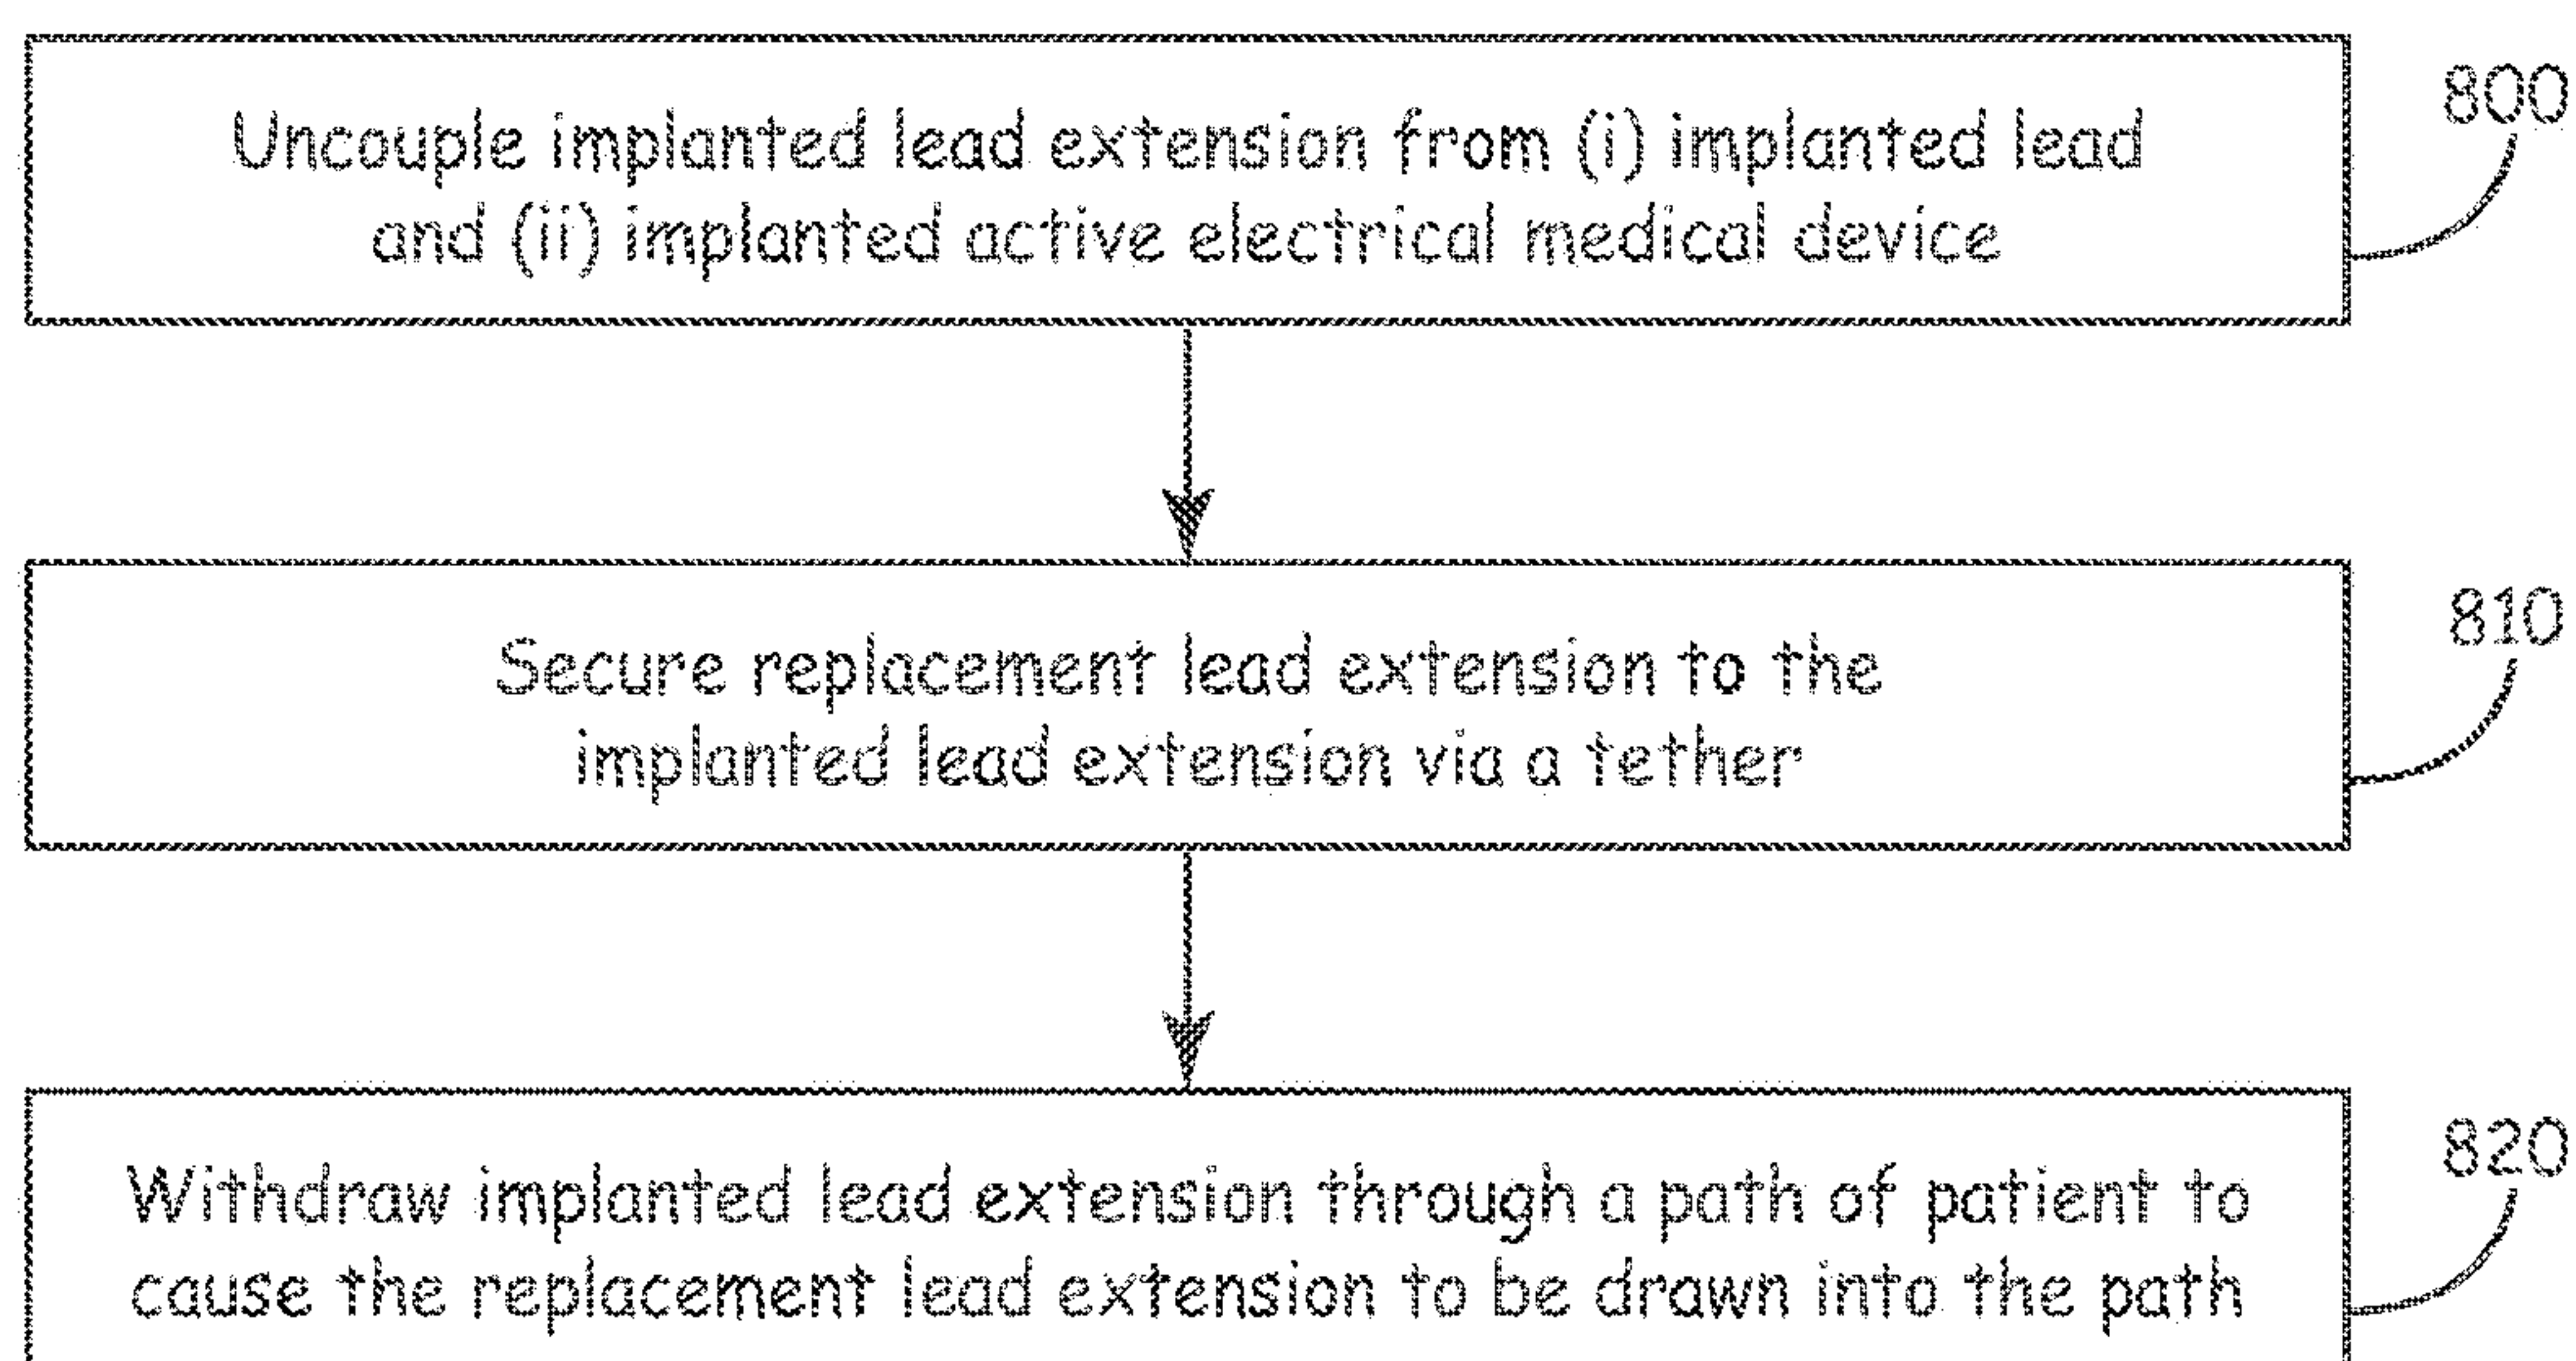 Uncouple implanted lead extension from (i) implanted lead
and (ii) implanted active electrical medical device
800
Secure replacement lead extension to the
implanted lead extension via a tether
810
Withdraw implanted lead extension through a path of patient to
cause the replacement lead extension to be drawn into the path
820